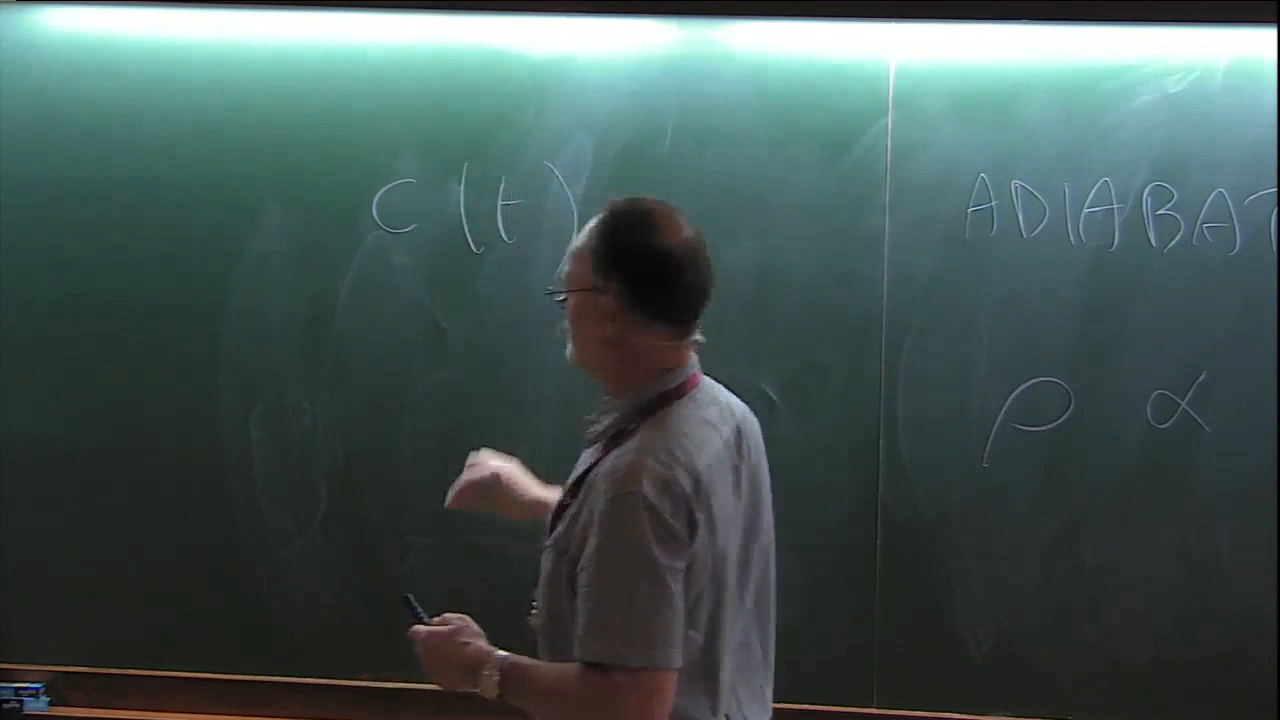 C(t)
ADIABAT
ρ α